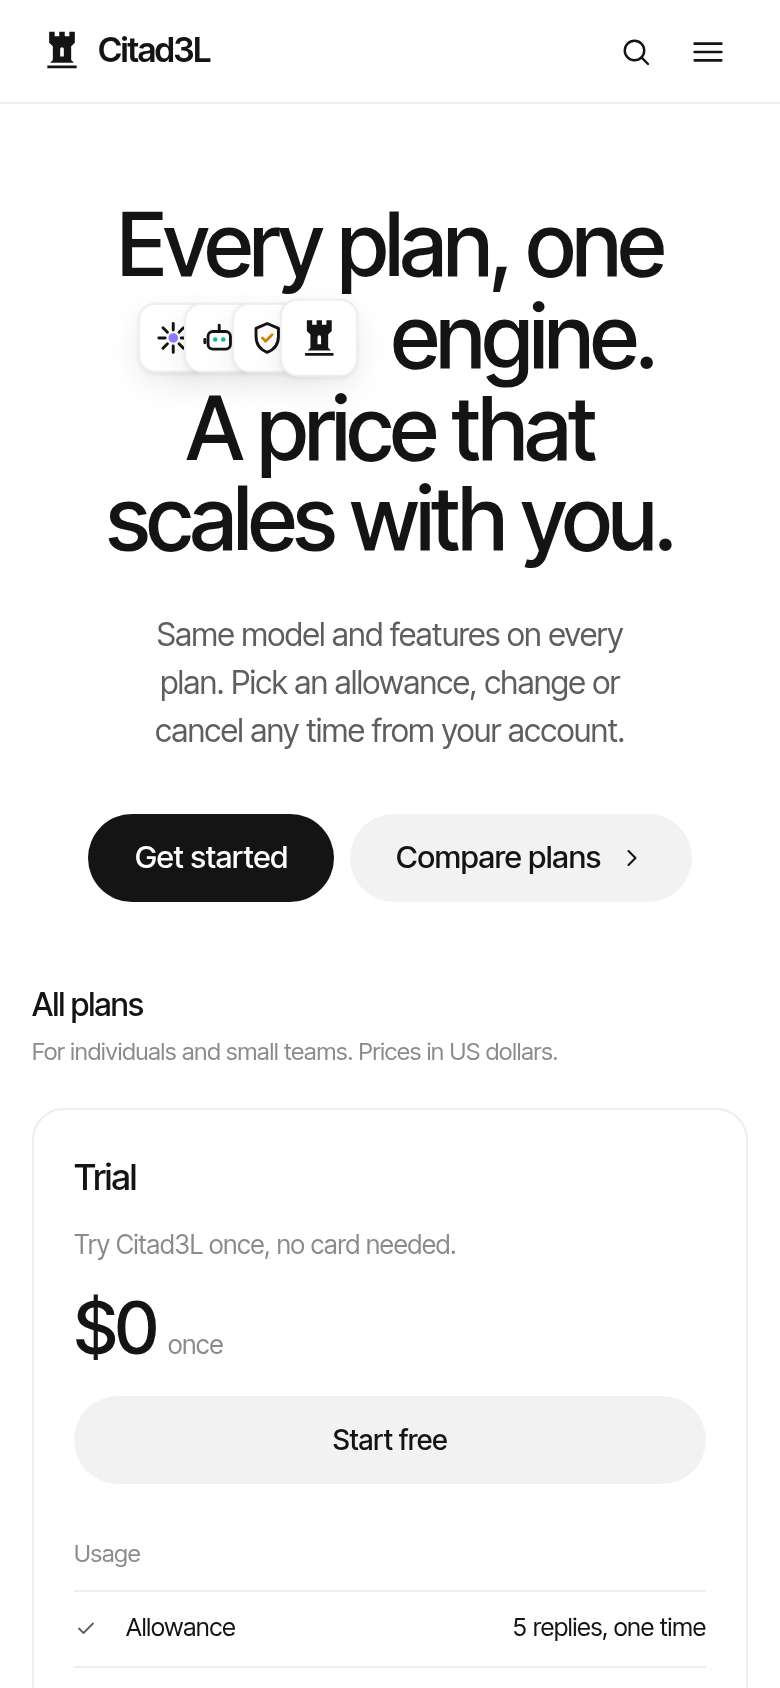 Citad3L
Every plan, one
engine.
A price that
scales with you.
Same model and features on every
plan. Pick an allowance, change or
cancel any time from your account.
Get started
Compare plans
All plans
For individuals and small teams. Prices in US dollars.
Trial
Try Citad3L once, no card needed.
$0 once
Start free
Usage
Allowance 5 replies, one time